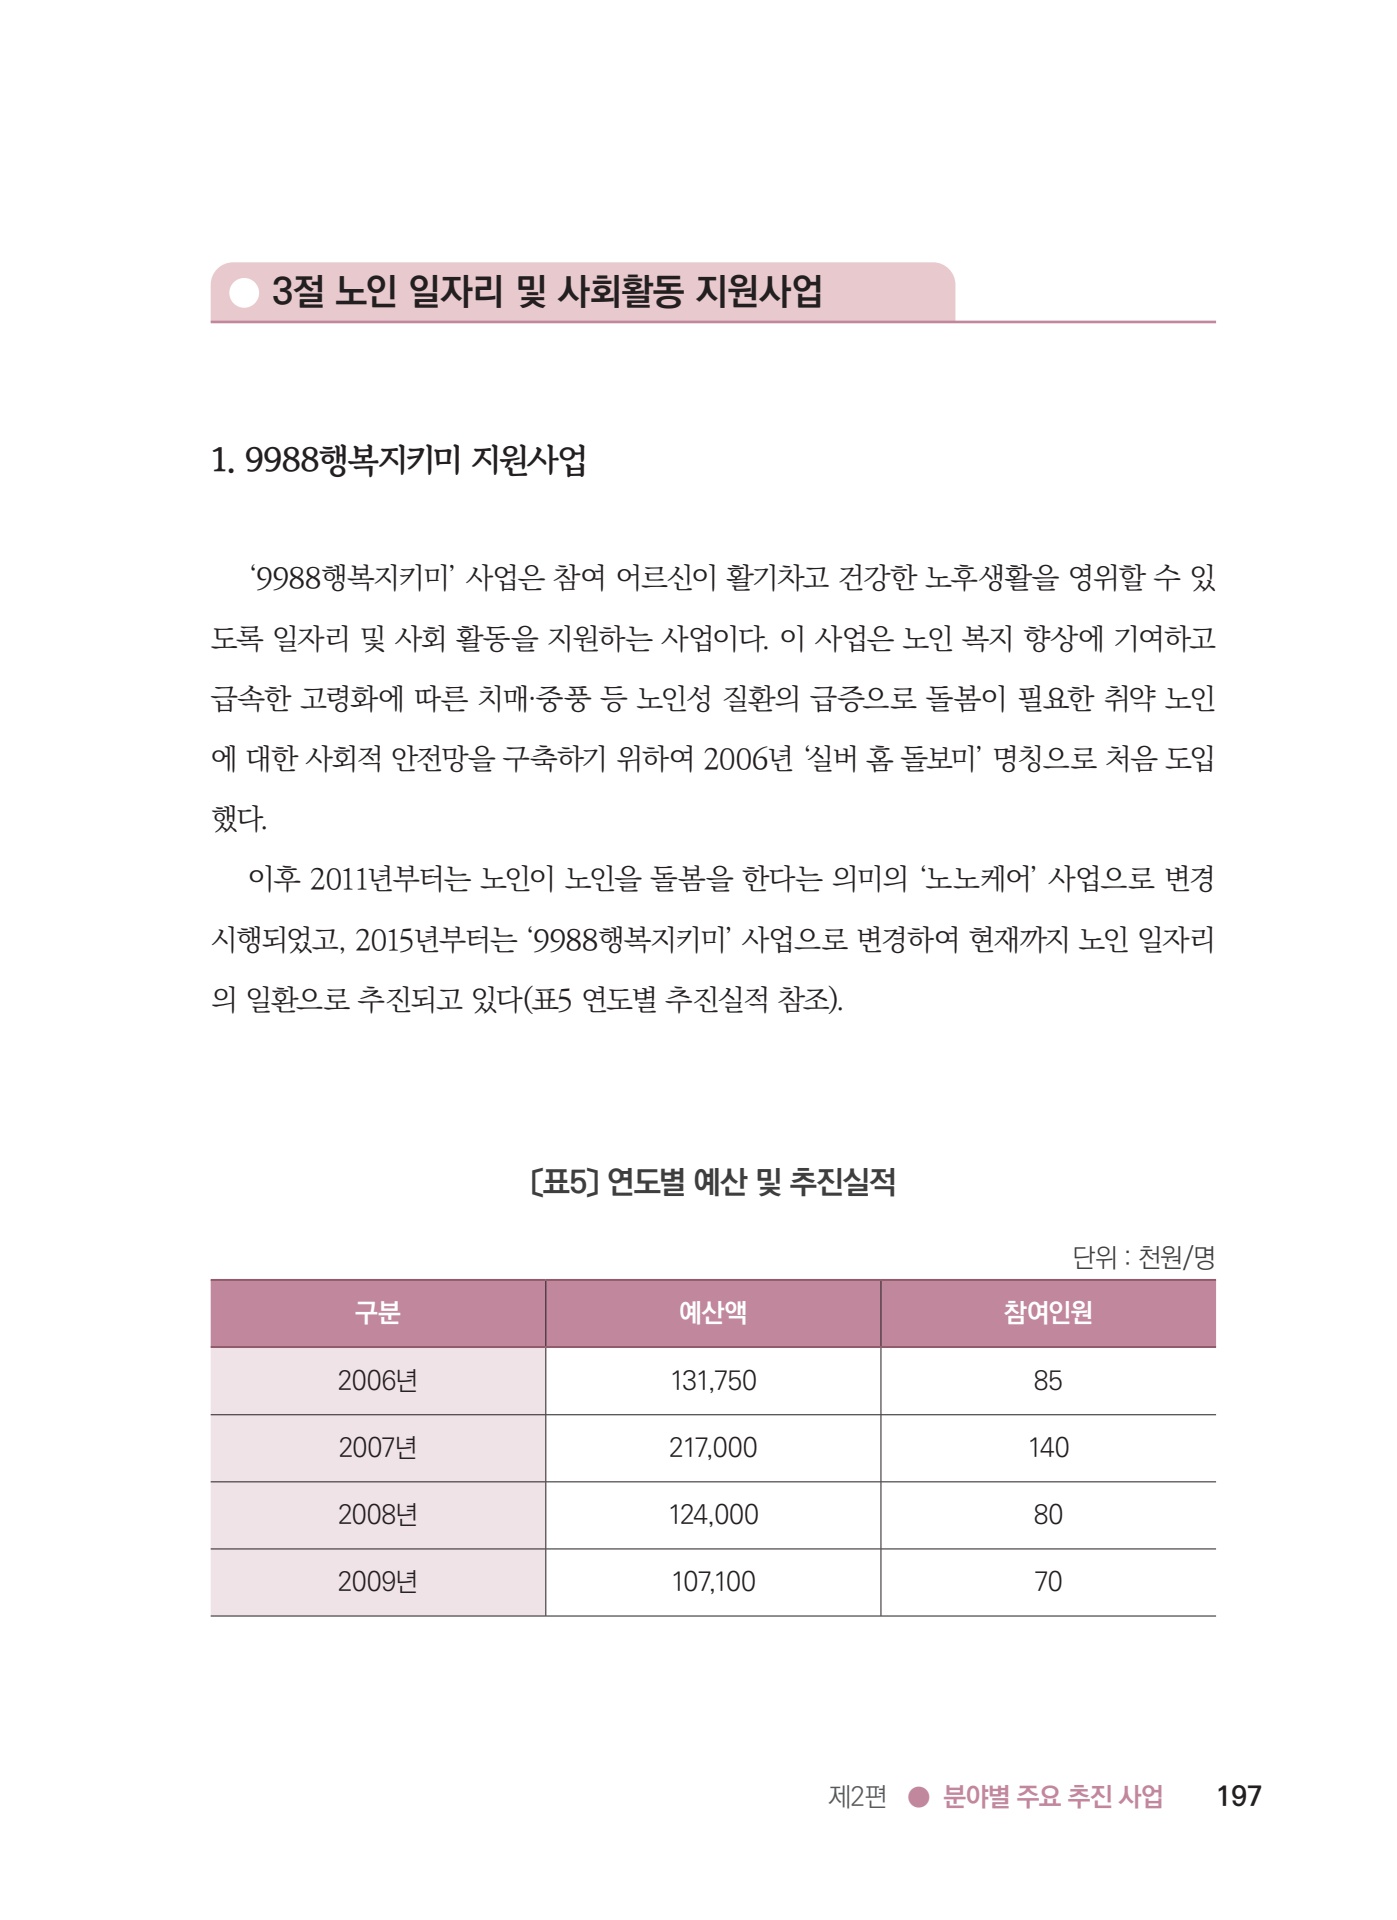 3절 노인 일자리 및 사회활동 지원사업
1. 9988행복지키미 지원사업
‘9988행복지키미’ 사업은 참여 어르신이 활기차고 건강한 노후생활을 영위할 수 있
도록 일자리 및 사회 활동을 지원하는 사업이다. 이 사업은 노인 복지 향상에 기여하고
급속한 고령화에 따른 치매·중풍 등 노인성 질환의 급증으로 돌봄이 필요한 취약 노인
에 대한 사회적 안전망을 구축하기 위하여 2006년 ‘실버 홈 돌보미’ 명칭으로 처음 도입
했다.
이후 2011년부터는 노인이 노인을 돌봄을 한다는 의미의 ‘노노케어’ 사업으로 변경
시행되었고, 2015년부터는 ‘9988행복지키미’ 사업으로 변경하여 현재까지 노인 일자리
의 일환으로 추진되고 있다(표5 연도별 추진실적 참조).
〔표5〕 연도별 예산 및 추진실적
단위 : 천원/명
구분 예산액 참여인원
2006년 131,750 85
2007년 217,000 140
2008년 124,000 80
2009년 107,100 70
제2편 ● 분야별 주요 추진 사업 197